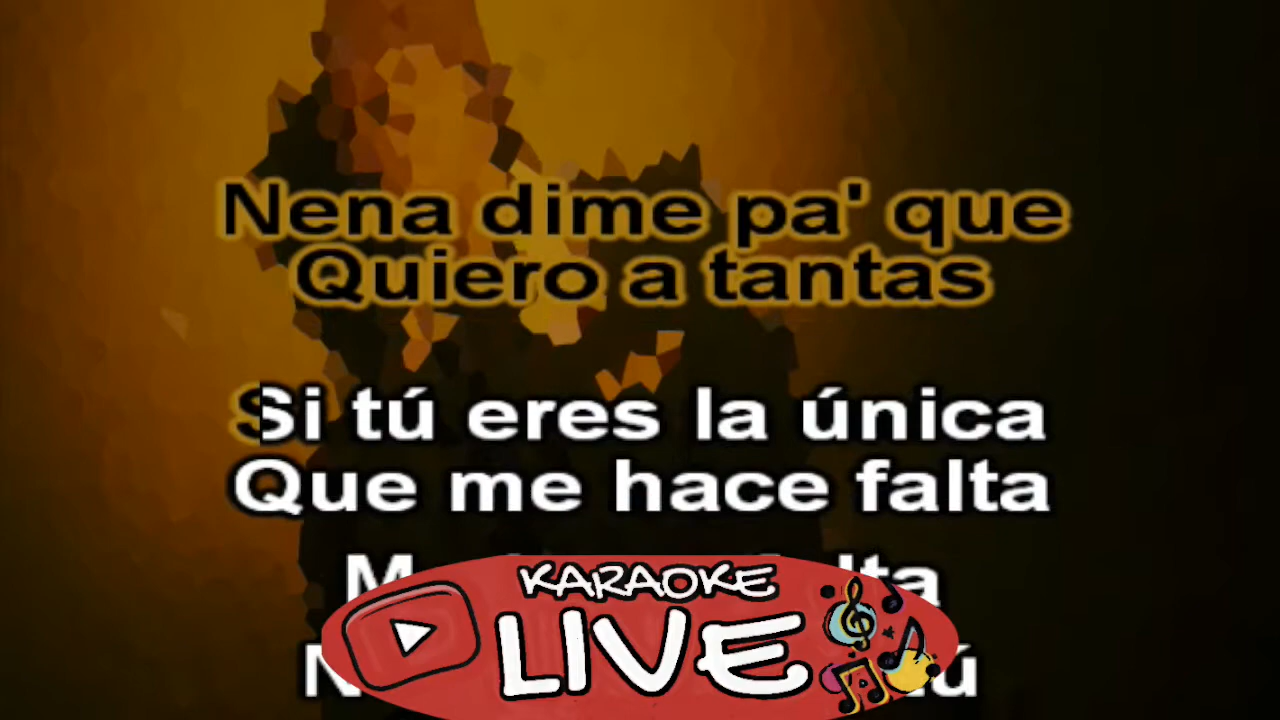 Nena dime pa' que
Quiero a tantas
Si tú eres la única
Que me hace falta
KARAOKE
LIVE